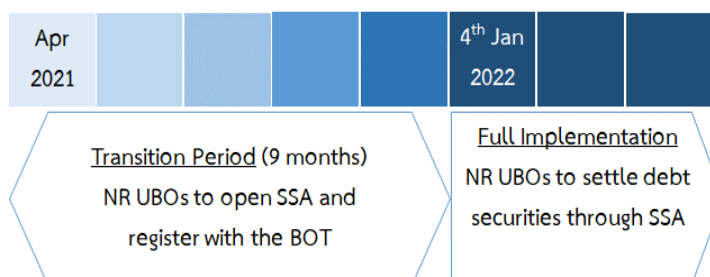 Apr
2021
4th Jan
2022
Transition Period (9 months)
NR UBOs to open SSA and
register with the BOT
Full Implementation
NR UBOs to settle debt
securities through SSA